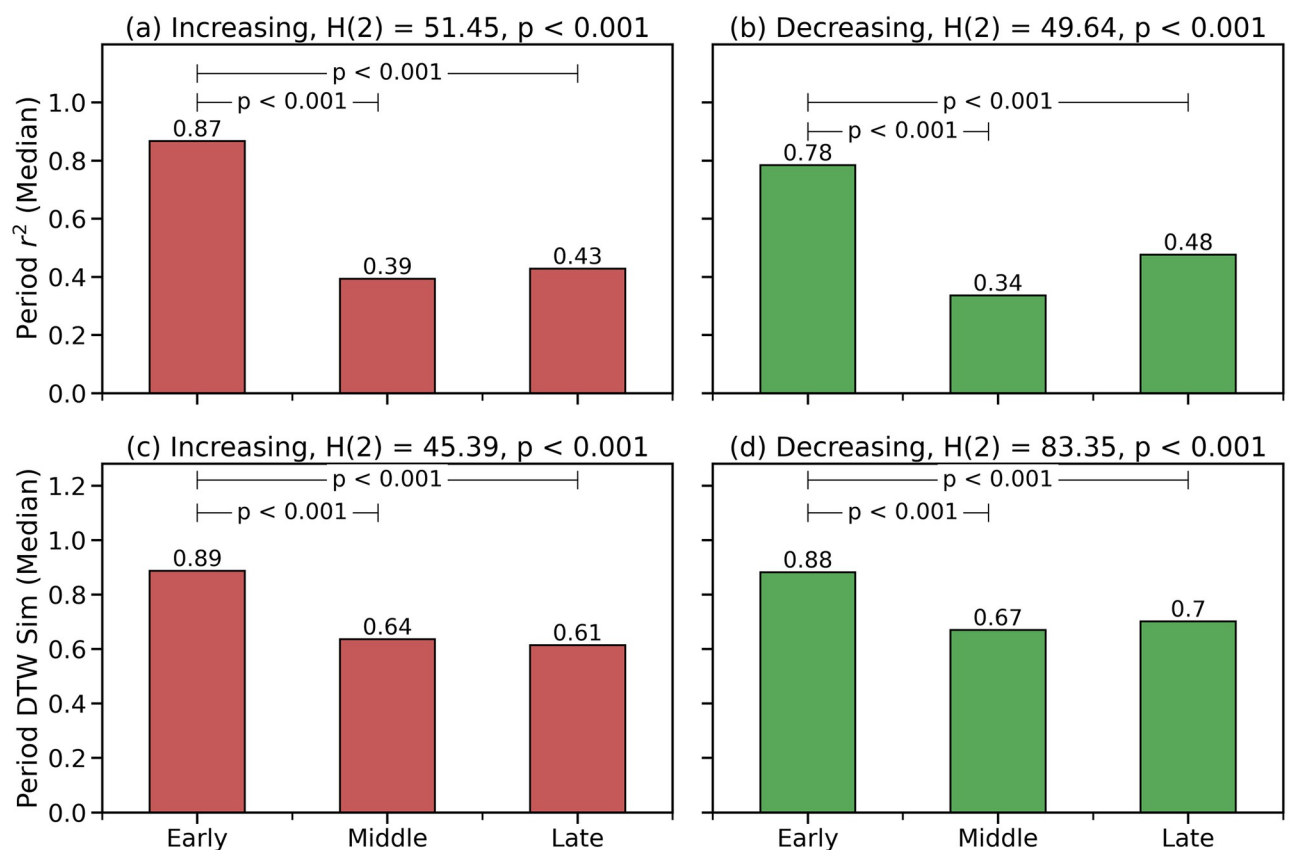 (a) Increasing, H(2) = 51.45, p < 0.001
p < 0.001
p < 0.001
Period r² (Median)
1.0
0.8
0.6
0.4
0.2
0.0
0.87
0.39
0.43
(b) Decreasing, H(2) = 49.64, p < 0.001
p < 0.001
p < 0.001
0.78
0.34
0.48
(c) Increasing, H(2) = 45.39, p < 0.001
p < 0.001
p < 0.001
Period DTW Sim (Median)
1.2
1.0
0.8
0.6
0.4
0.2
0.0
0.89
0.64
0.61
Early
Middle
Late
(d) Decreasing, H(2) = 83.35, p < 0.001
p < 0.001
p < 0.001
0.88
0.67
0.7
Early
Middle
Late